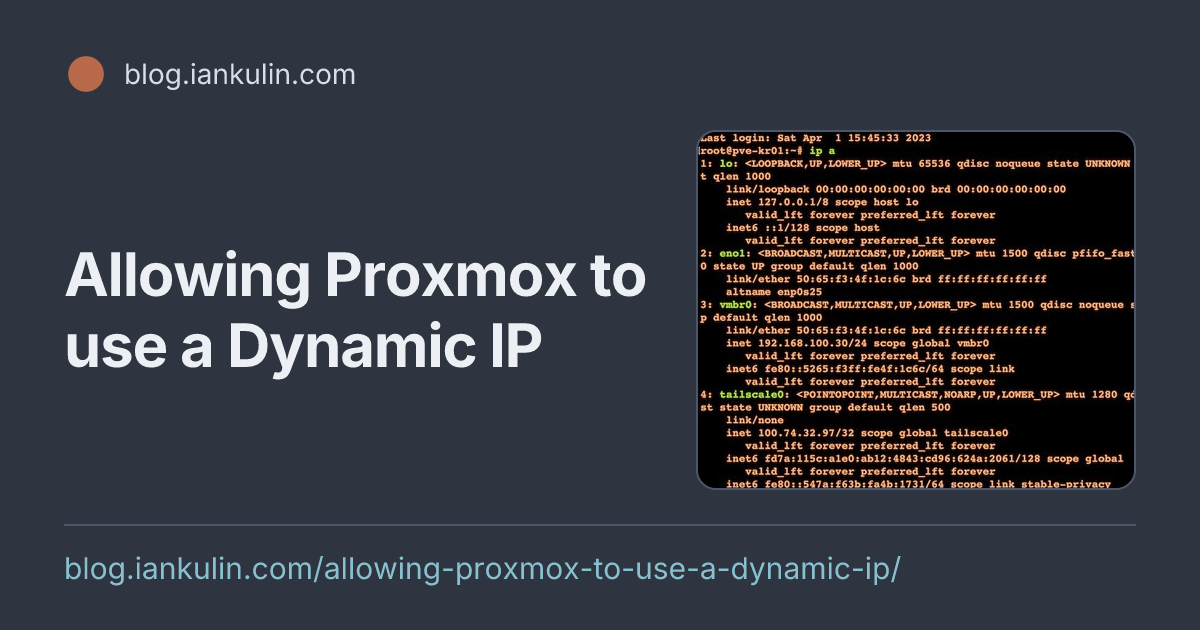 blog.iankulin.com
Allowing Proxmox to
use a Dynamic IP
Last login: Sat Apr  1 15:45:33 2023
root@pve-kr01:~# ip a
1: lo: <LOOPBACK,UP,LOWER_UP> mtu 65536 qdisc noqueue state UNKNOWN
t qlen 1000
link/loopback 00:00:00:00:00:00 brd 00:00:00:00:00:00
inet 127.0.0.1/8 scope host lo
valid_lft forever preferred_lft forever
inet6 ::1/128 scope host
valid_lft forever preferred_lft forever
2: eno1: <BROADCAST,MULTICAST,UP,LOWER_UP> mtu 1500 qdisc pfifo_fast
0 state UP group default qlen 1000
link/ether 50:65:f3:4f:1c:6c brd ff:ff:ff:ff:ff:ff
altname enp0s25
3: vmbr0: <BROADCAST,MULTICAST,UP,LOWER_UP> mtu 1500 qdisc noqueue s
p default qlen 1000
link/ether 50:65:f3:4f:1c:6c brd ff:ff:ff:ff:ff:ff
inet 192.168.100.30/24 scope global vmbr0
valid_lft forever preferred_lft forever
inet6 fe80::5265:f3ff:fe4f:1c6c/64 scope link
valid_lft forever preferred_lft forever
4: tailscale0: <POINTOPOINT,MULTICAST,NOARP,UP,LOWER_UP> mtu 1280 qd
st state UNKNOWN group default qlen 500
link/none
inet 100.74.32.97/32 scope global tailscale0
valid_lft forever preferred_lft forever
inet6 fd7a:115c:a1e0:ab12:4843:cd96:624a:2061/128 scope global
valid_lft forever preferred_lft forever
inet6 fe80::547a:f63b:fa4b:1731/64 scope link stable-privacy
blog.iankulin.com/allowing-proxmox-to-use-a-dynamic-ip/